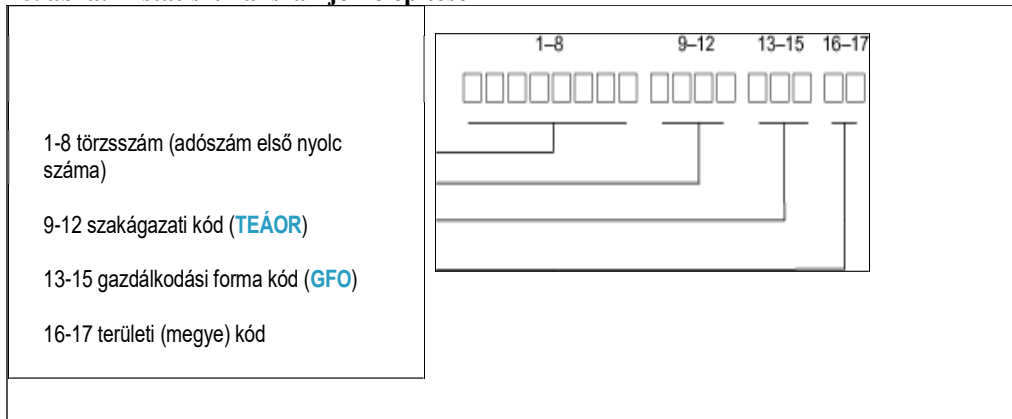 1-8 törzsszám (adószám első nyolc
száma)
9-12 szakágazati kód (TEÁOR)
13-15 gazdálkodási forma kód (GFO)
16-17 területi (megye) kód
1–8 9–12 13–15 16–17